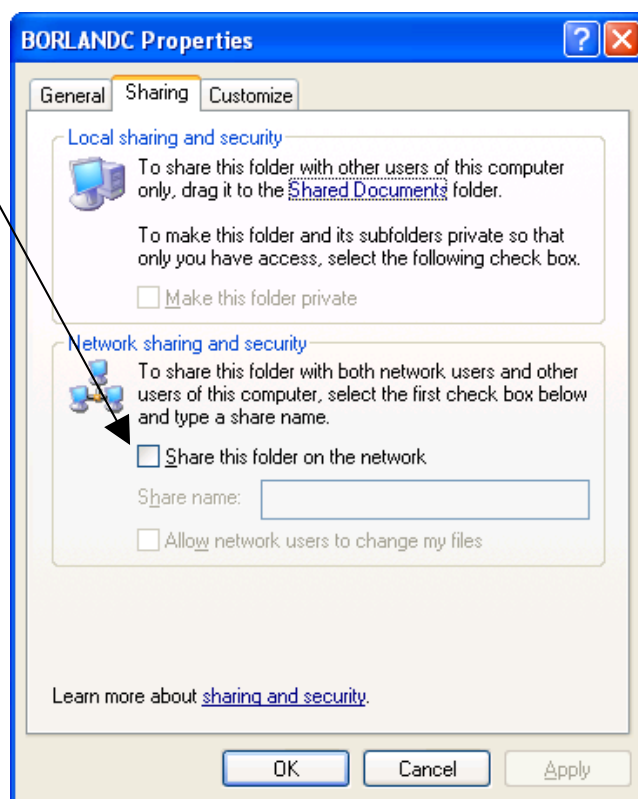 BORLANDC Properties
General Sharing Customize
Local sharing and security
To share this folder with other users of this computer
only, drag it to the Shared Documents folder.
To make this folder and its subfolders private so that
only you have access, select the following check box.
Make this folder private
Network sharing and security
To share this folder with both network users and other
users of this computer, select the first check box below
and type a share name.
Share this folder on the network
Share name:
Allow network users to change my files
Learn more about sharing and security.
OK Cancel Apply